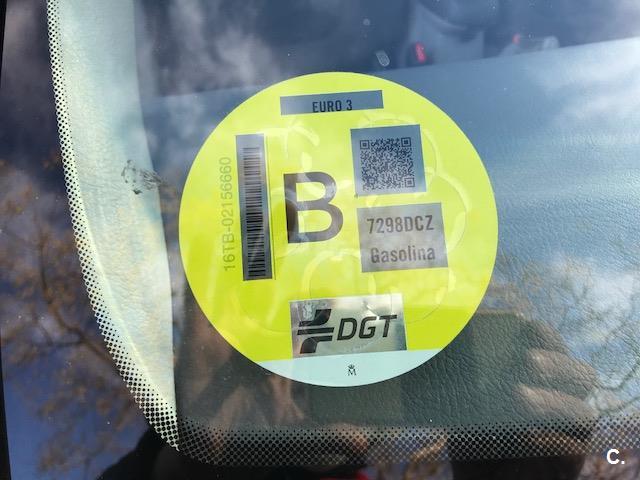 EURO 3
16TB-02156660
B
7298DCZ
Gasolina
DGT
M
C.